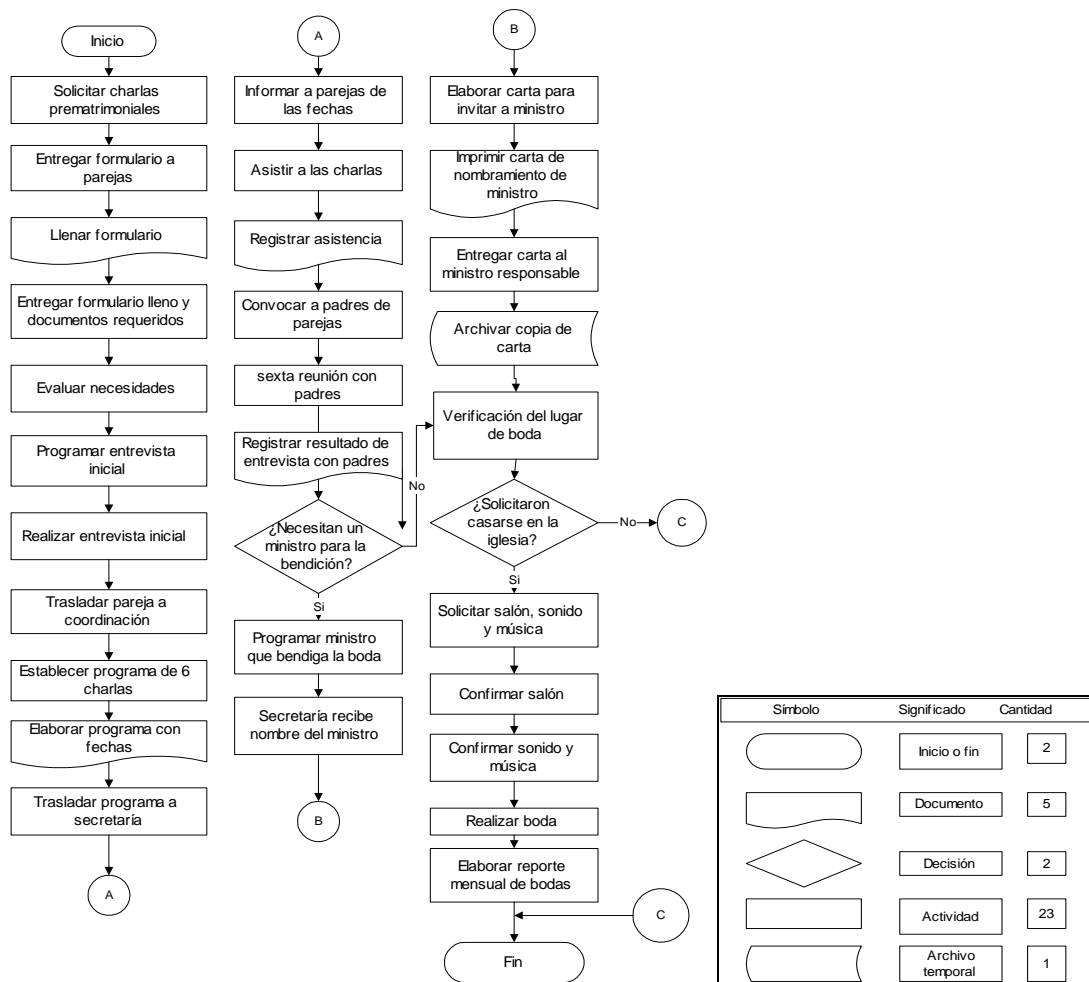 Inicio
Solicitar charlas
prematrimoniales
Entregar formulario a
parejas
Llenar formulario
Entregar formulario lleno y
documentos requeridos
Evaluar necesidades
Programar entrevista
inicial
Realizar entrevista inicial
Trasladar pareja a
coordinación
Establecer programa de 6
charlas
Elaborar programa con
fechas
Trasladar programa a
secretaría
A
A
Informar a parejas de
las fechas
Asistir a las charlas
Registrar asistencia
Convocar a padres de
parejas
sexta reunión con
padres
Registrar resultado de
entrevista con padres
¿Necesitan un
ministro para la
bendición?
No
Si
Programar ministro
que bendiga la boda
Secretaría recibe
nombre del ministro
B
B
Elaborar carta para
invitar a ministro
Imprimir carta de
nombramiento de
ministro
Entregar carta al
ministro responsable
Archivar copia de
carta
Verificación del lugar
de boda
¿Solicitaron
casarse en la
iglesia?
No
C
Si
Solicitar salón, sonido
y música
Confirmar salón
Confirmar sonido y
música
Realizar boda
Elaborar reporte
mensual de bodas
C
Fin
Símbolo Significado Cantidad
Inicio o fin 2
Documento 5
Decisión 2
Actividad 23
Archivo
temporal 1